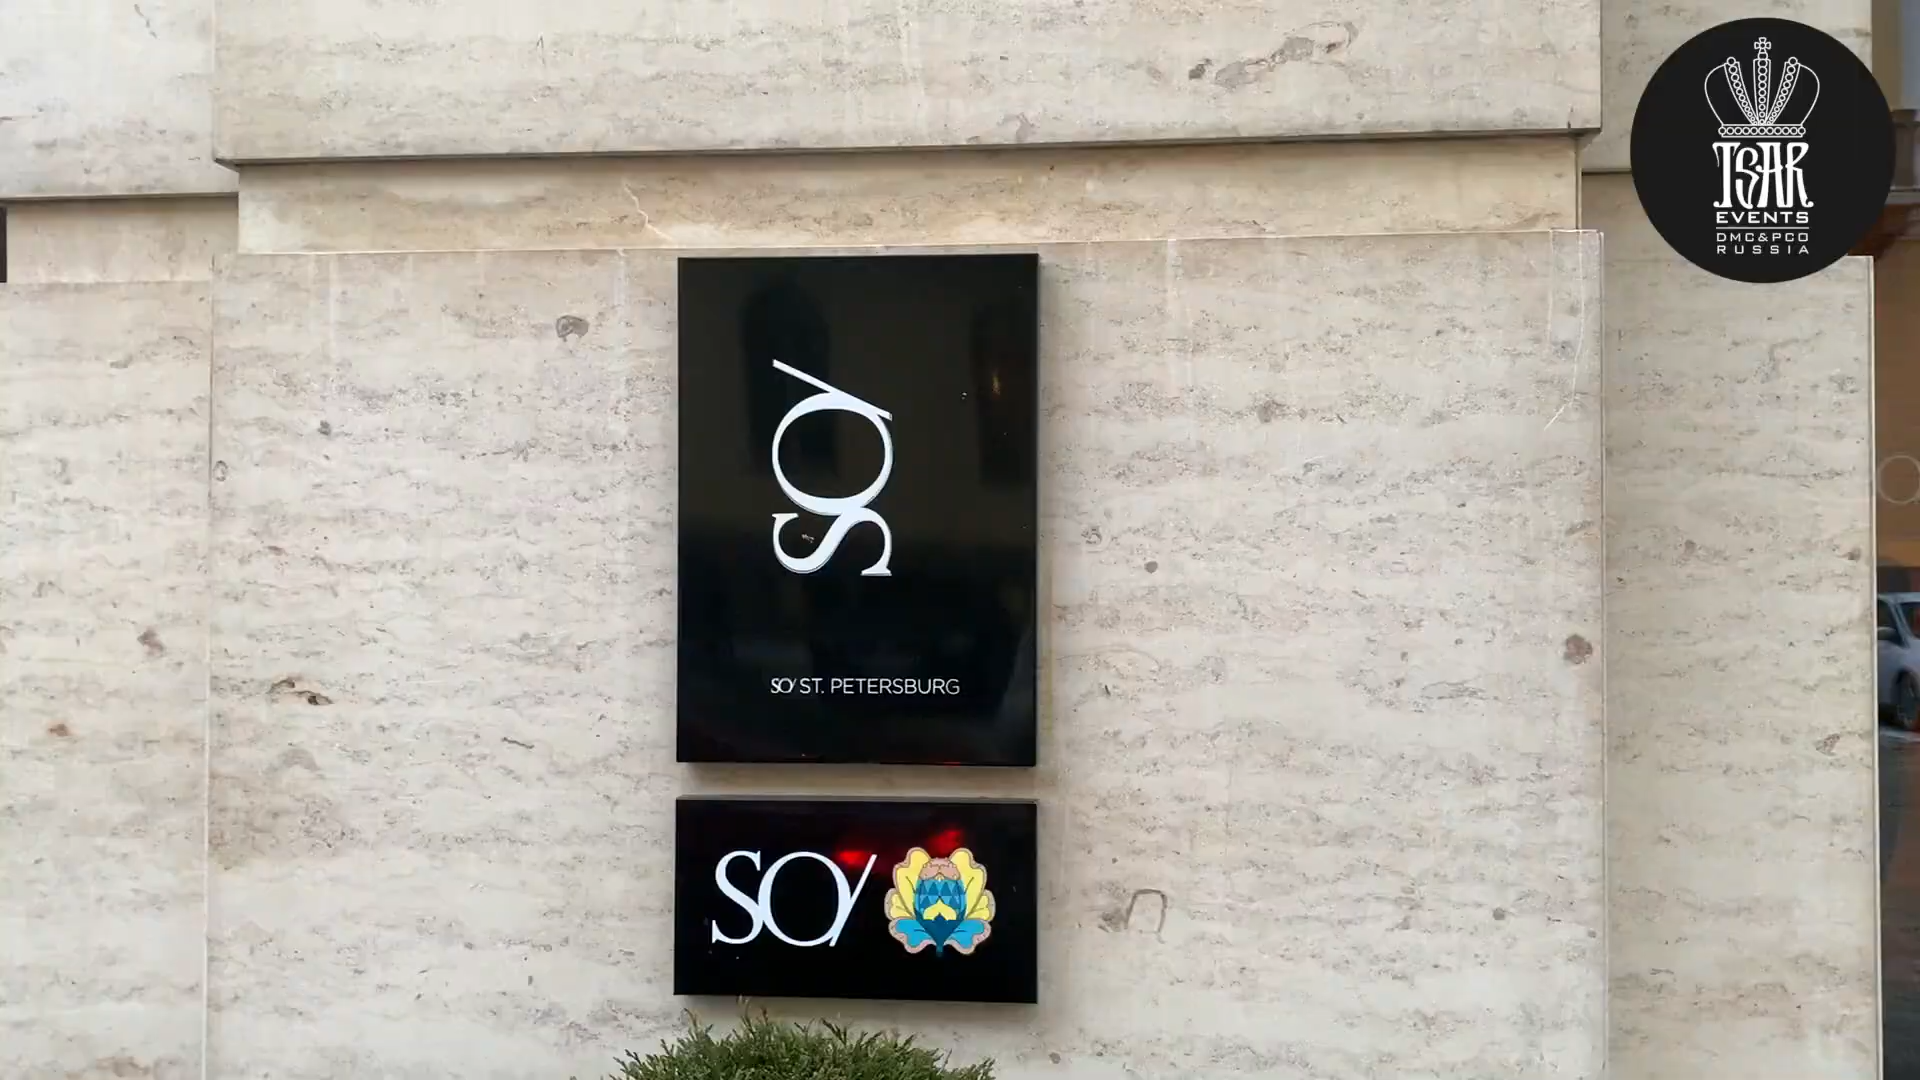 SO/
SO/ ST. PETERSBURG
SO/
TSAR
EVENTS
DMC&PCO
RUSSIA